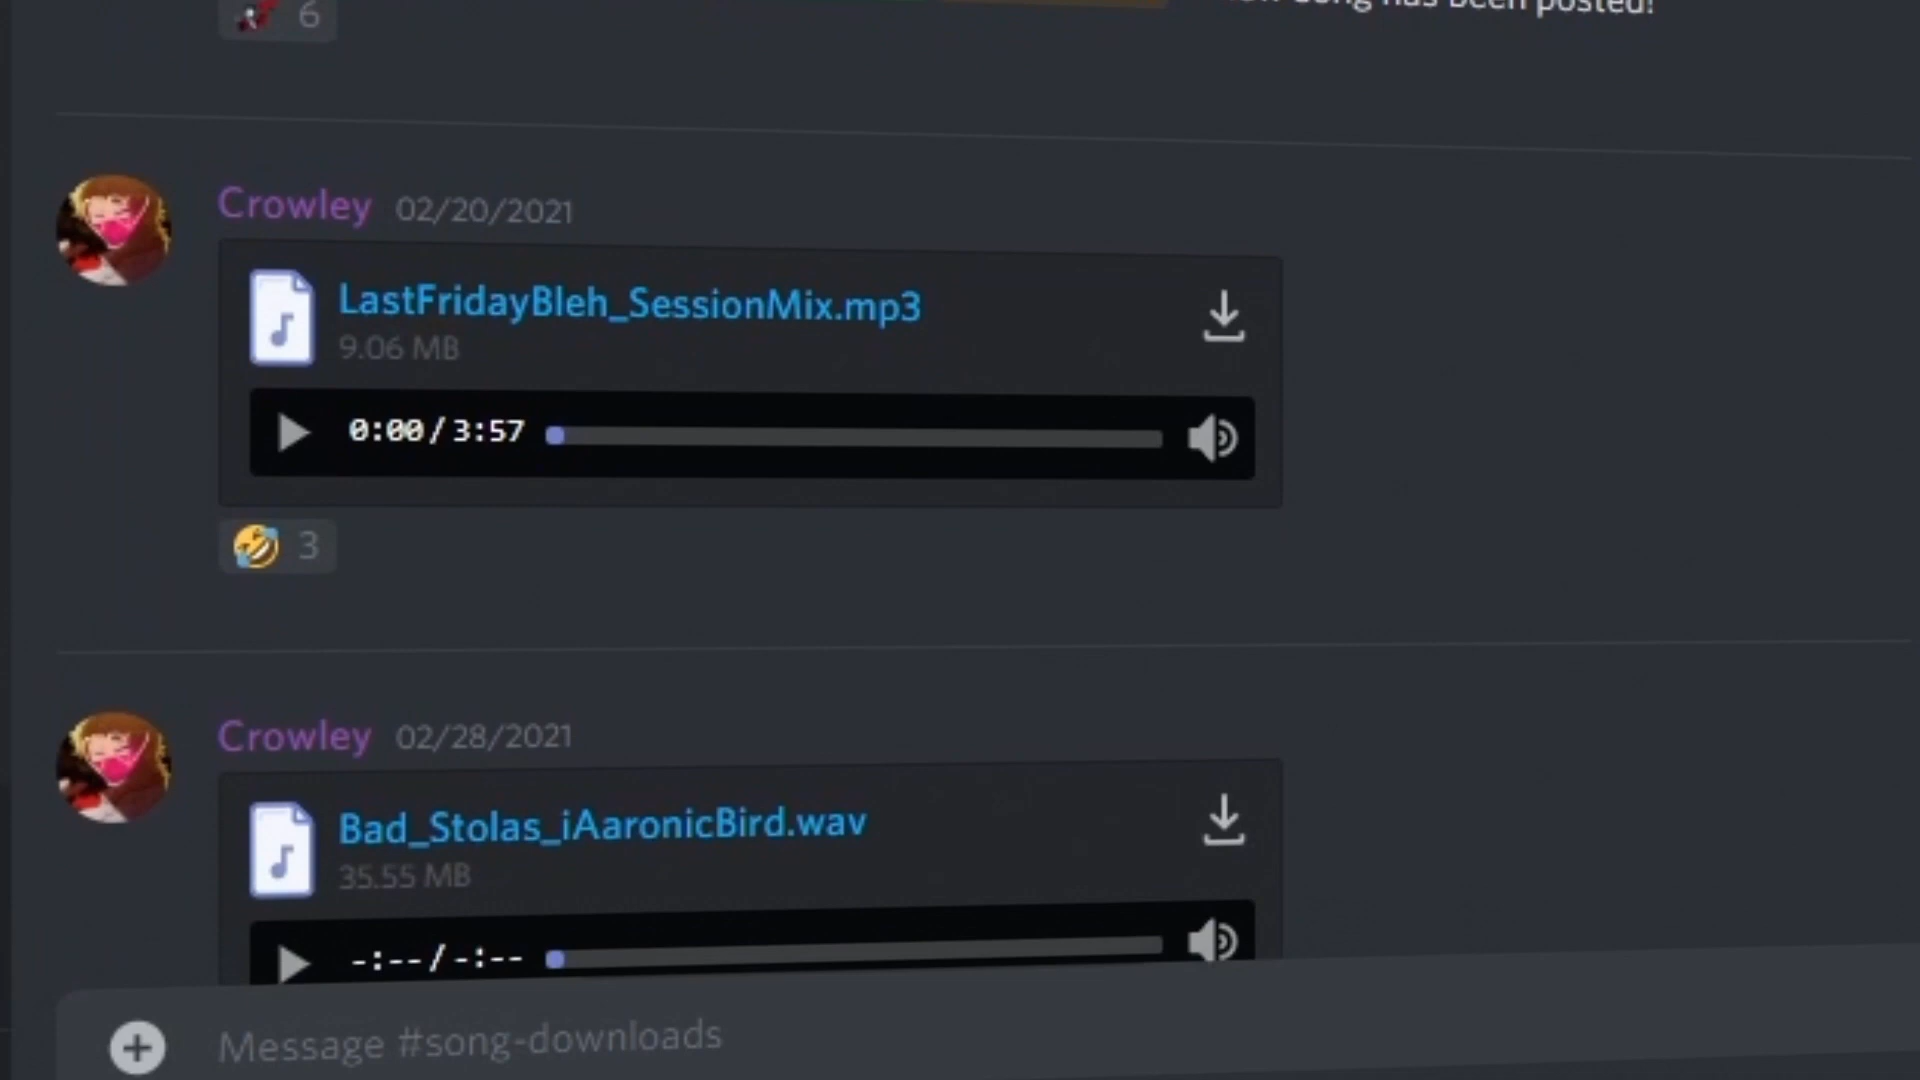 6
Song has been posted!
Crowley 02/20/2021
LastFridayBleh_SessionMix.mp3
9.06 MB
0:00/3:57
3
Crowley 02/28/2021
Bad_Stolas_iAaronicBird.wav
35.55 MB
-:--/-:--
Message #song-downloads